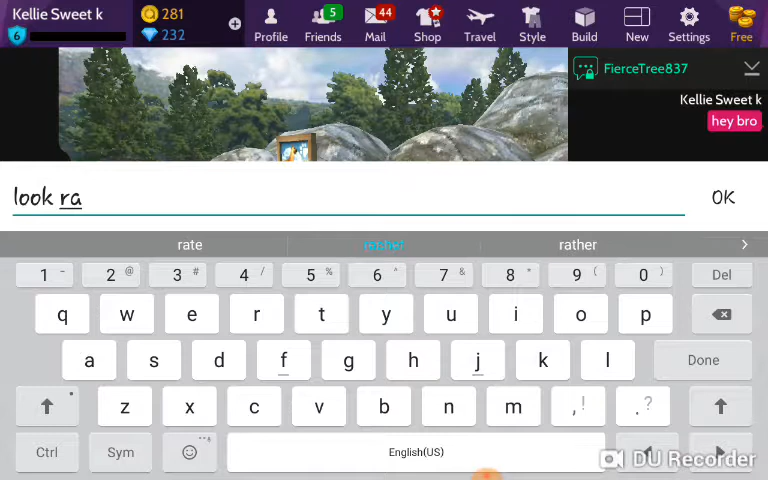 Kellie Sweet k
6
281
232
Profile
5
Friends
44
Mail
Shop
Travel
Style
Build
New
Settings
Free
FierceTree837
Kellie Sweet k
hey bro
look ra
OK
rate
rather
>
1 - 2 @ 3 # 4 / 5 % 6 ^ 7 & 8 * 9 ( 0 ) Del
q w e r t y u i o p
a s d f g h j k l Done
z x c v b n m , ! . ?
Ctrl Sym English(US)
DU Recorder